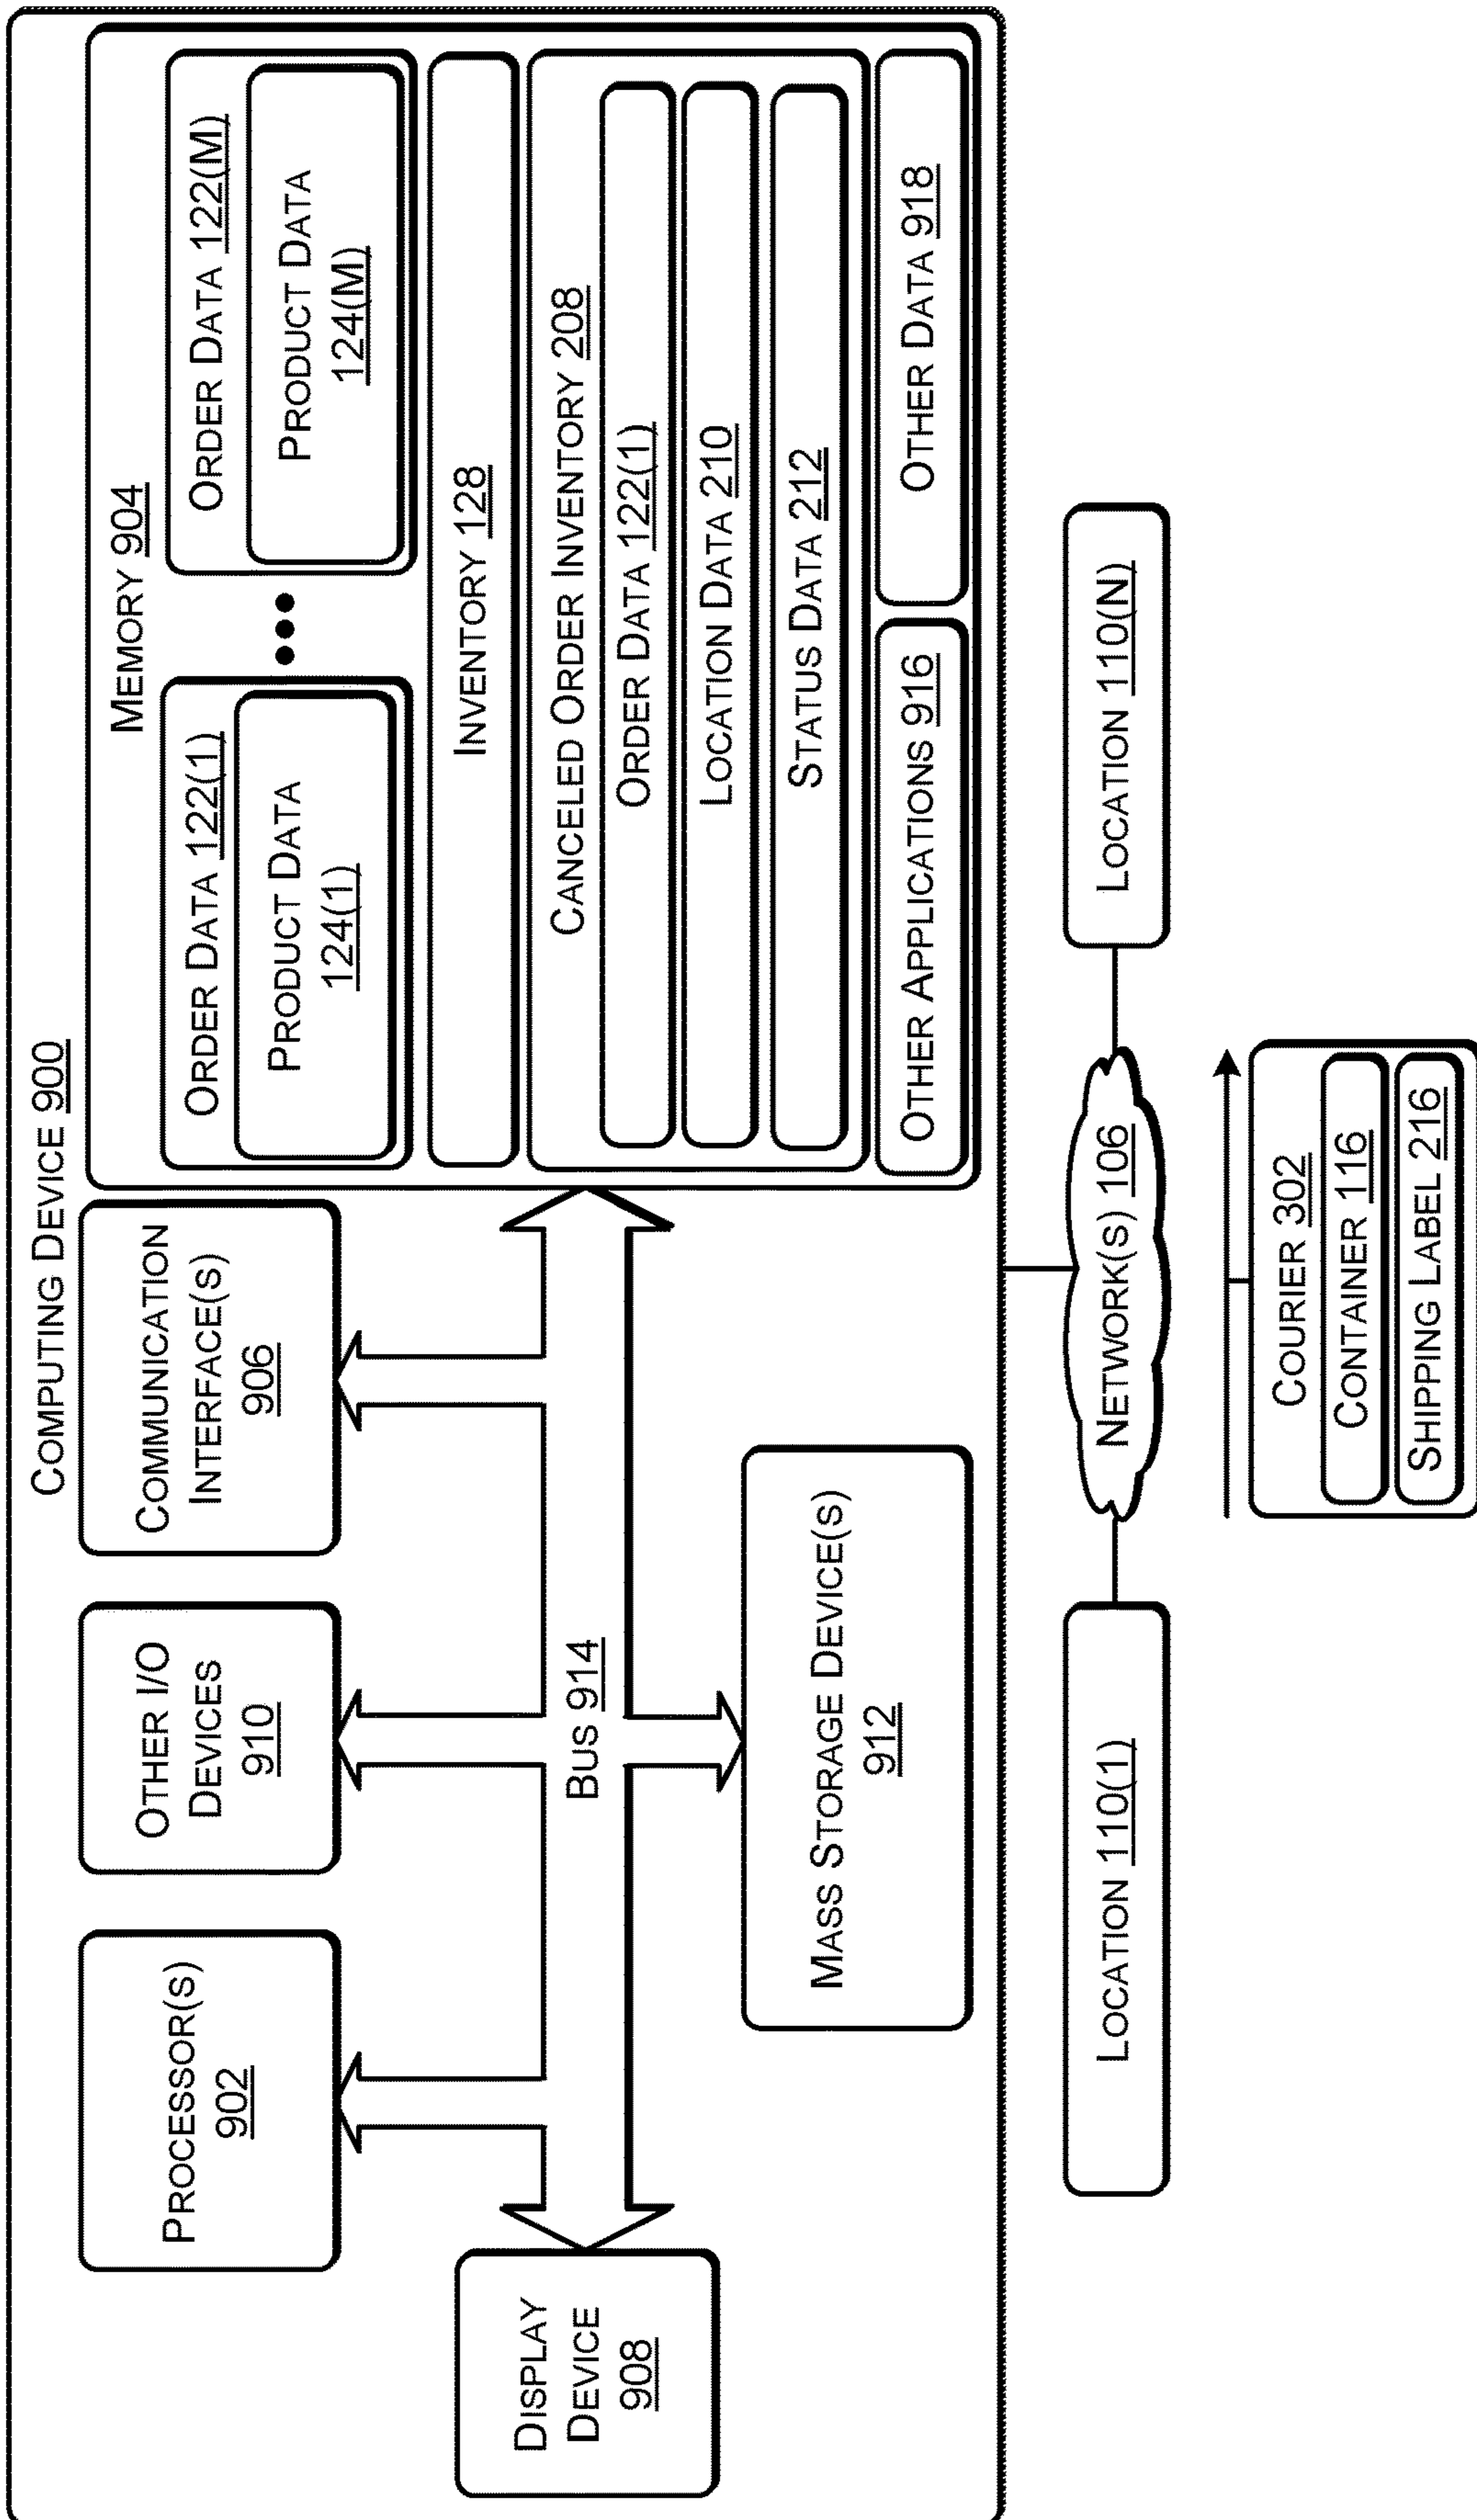 COMPUTING DEVICE 900
PROCESSOR(S)
902
OTHER I/O
DEVICES
910
COMMUNICATION
INTERFACE(S)
906
MEMORY 904
ORDER DATA 122(1)
PRODUCT DATA
124(1)
ORDER DATA 122(M)
PRODUCT DATA
124(M)
INVENTORY 128
CANCELED ORDER INVENTORY 208
ORDER DATA 122(1)
LOCATION DATA 210
STATUS DATA 212
OTHER APPLICATIONS 916
OTHER DATA 918
DISPLAY
DEVICE
908
BUS 914
MASS STORAGE DEVICE(S)
912
LOCATION 110(1)
NETWORK(S) 106
LOCATION 110(N)
COURIER 302
CONTAINER 116
SHIPPING LABEL 216